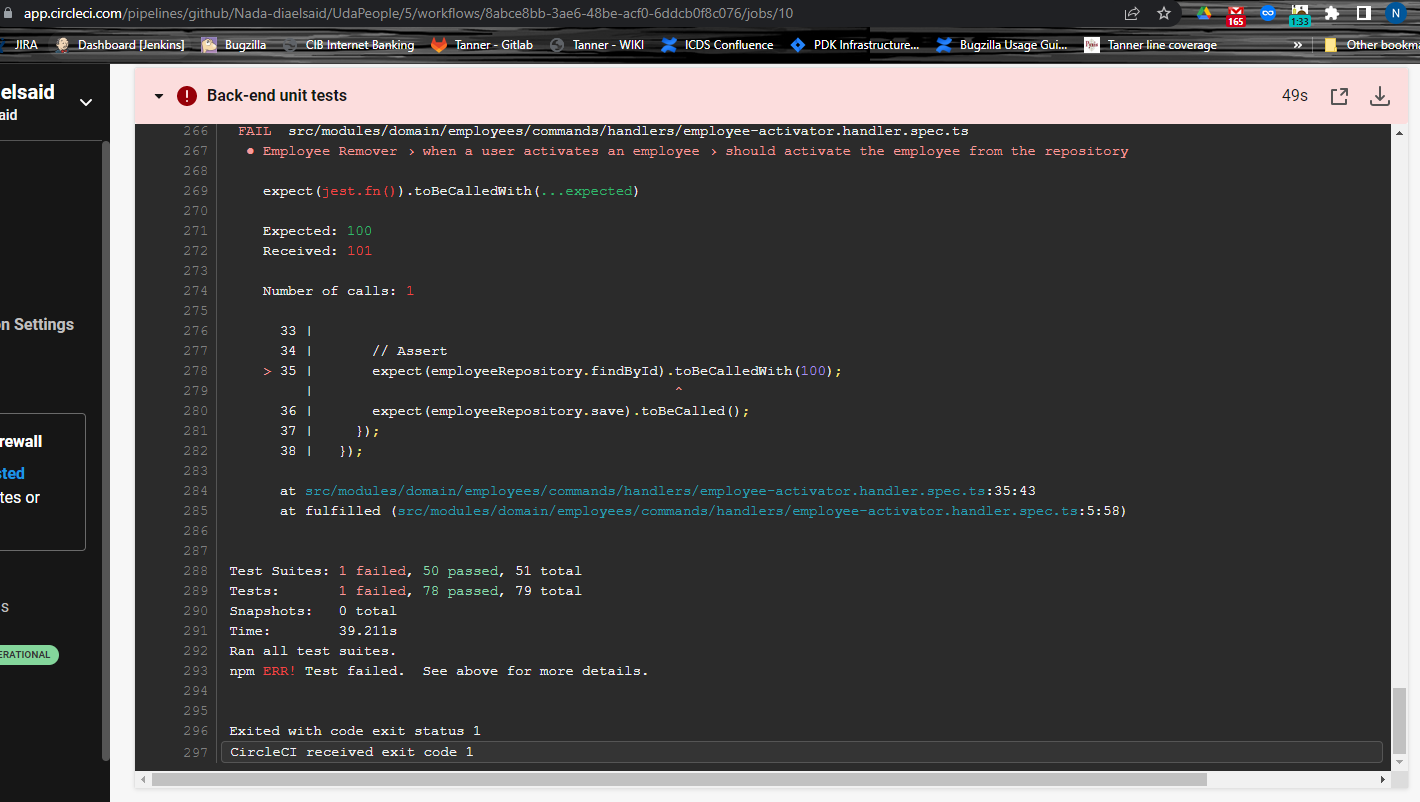 app.circleci.com/pipelines/github/Nada-diaelsaid/UdaPeople/5/workflows/8abce8bb-3ae6-48be-acf0-6ddcb0f8c076/jobs/10
165
1:33
N
JIRA
Dashboard [Jenkins]
Bugzilla
CIB Internet Banking
Tanner - Gitlab
Tanner - WIKI
ICDS Confluence
PDK Infrastructure...
Bugzilla Usage Gui...
Tanner line coverage
»
Other bookma
elsaid
aid
n Settings
rewall
sted
tes or
s
ERATIONAL
Back-end unit tests
49s
266 FAIL src/modules/domain/employees/commands/handlers/employee-activator.handler.spec.ts
267 ● Employee Remover › when a user activates an employee › should activate the employee from the repository
268
269 expect(jest.fn()).toBeCalledWith(...expected)
270
271 Expected: 100
272 Received: 101
273
274 Number of calls: 1
275
276 33 |
277 34 | // Assert
278 > 35 | expect(employeeRepository.findById).toBeCalledWith(100);
279 | ^
280 36 | expect(employeeRepository.save).toBeCalled();
281 37 | });
282 38 | });
283
284 at src/modules/domain/employees/commands/handlers/employee-activator.handler.spec.ts:35:43
285 at fulfilled (src/modules/domain/employees/commands/handlers/employee-activator.handler.spec.ts:5:58)
286
287
288 Test Suites: 1 failed, 50 passed, 51 total
289 Tests: 1 failed, 78 passed, 79 total
290 Snapshots: 0 total
291 Time: 39.211s
292 Ran all test suites.
293 npm ERR! Test failed. See above for more details.
294
295
296 Exited with code exit status 1
297 CircleCI received exit code 1